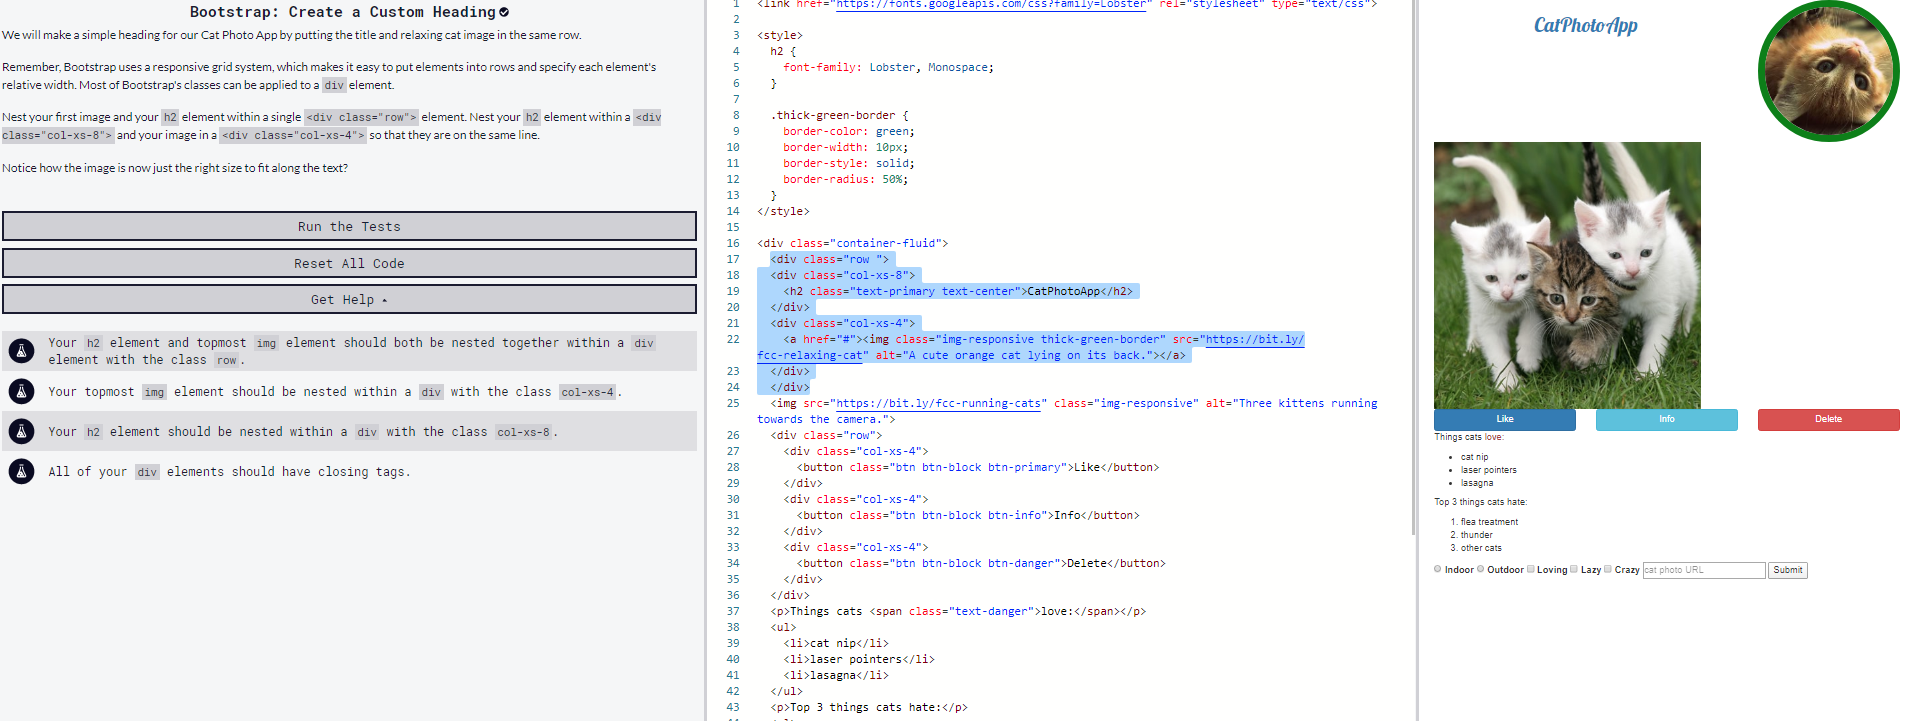 Bootstrap: Create a Custom Heading
We will make a simple heading for our Cat Photo App by putting the title and relaxing cat image in the same row.
Remember, Bootstrap uses a responsive grid system, which makes it easy to put elements into rows and specify each element's
relative width. Most of Bootstrap's classes can be applied to a div element.
Nest your first image and your h2 element within a single <div class="row"> element. Nest your h2 element within a <div
class="col-xs-8"> and your image in a <div class="col-xs-4"> so that they are on the same line.
Notice how the image is now just the right size to fit along the text?
Run the Tests
Reset All Code
Get Help
Your h2 element and topmost img element should both be nested together within a div
element with the class row.
Your topmost img element should be nested within a div with the class col-xs-4.
Your h2 element should be nested within a div with the class col-xs-8.
All of your div elements should have closing tags.
1 <link href="https://fonts.googleapis.com/css?family=Lobster" rel="stylesheet" type="text/css">
2
3 <style>
4 h2 {
5 font-family: Lobster, Monospace;
6 }
7
8 .thick-green-border {
9 border-color: green;
10 border-width: 10px;
11 border-style: solid;
12 border-radius: 50%;
13 }
14 </style>
15
16 <div class="container-fluid">
17 <div class="row ">
18 <div class="col-xs-8">
19 <h2 class="text-primary text-center">CatPhotoApp</h2>
20 </div>
21 <div class="col-xs-4">
22 <a href="#"><img class="img-responsive thick-green-border" src="https://bit.ly/
fcc-relaxing-cat" alt="A cute orange cat lying on its back."></a>
23 </div>
24 </div>
25 <img src="https://bit.ly/fcc-running-cats" class="img-responsive" alt="Three kittens running
towards the camera.">
26 <div class="row">
27 <div class="col-xs-4">
28 <button class="btn btn-block btn-primary">Like</button>
29 </div>
30 <div class="col-xs-4">
31 <button class="btn btn-block btn-info">Info</button>
32 </div>
33 <div class="col-xs-4">
34 <button class="btn btn-block btn-danger">Delete</button>
35 </div>
36 </div>
37 <p>Things cats <span class="text-danger">love:</span></p>
38 <ul>
39 <li>cat nip</li>
40 <li>laser pointers</li>
41 <li>lasagna</li>
42 </ul>
43 <p>Top 3 things cats hate:</p>
CatPhotoApp
Like Info Delete
Things cats love:
• cat nip
• laser pointers
• lasagna
Top 3 things cats hate:
1. flea treatment
2. thunder
3. other cats
Indoor Outdoor Loving Lazy Crazy cat photo URL Submit